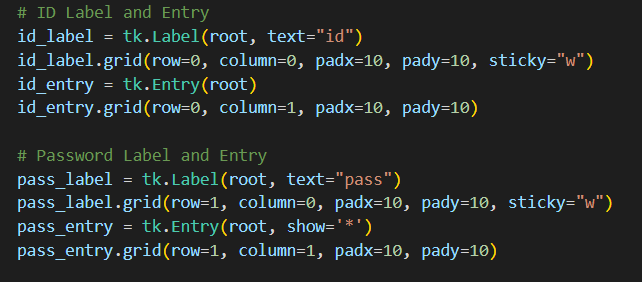 # ID Label and Entry
id_label = tk.Label(root, text="id")
id_label.grid(row=0, column=0, padx=10, pady=10, sticky="w")
id_entry = tk.Entry(root)
id_entry.grid(row=0, column=1, padx=10, pady=10)

# Password Label and Entry
pass_label = tk.Label(root, text="pass")
pass_label.grid(row=1, column=0, padx=10, pady=10, sticky="w")
pass_entry = tk.Entry(root, show='*')
pass_entry.grid(row=1, column=1, padx=10, pady=10)